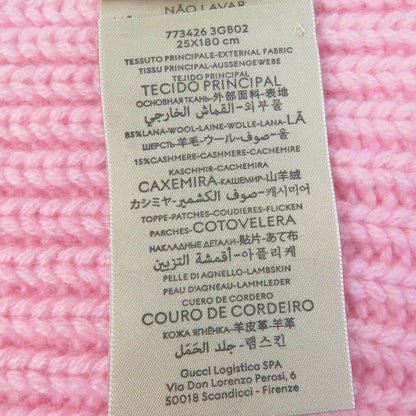 NÃO LAVAR
773426 3GB02
25X180 cm
TESSUTO PRINCIPALE-EXTERNAL FABRIC
TISSU PRINCIPAL-AUSSENGEWEBE
TEJIDO PRINCIPAL
TECIDO PRINCIPAL
ОСНОВНАЯ ТКАНЬ-外部面料-表地
외부물-القماش الخارجي
85%LANA-WOOL-LAINE-WOLLE-LANA-LÃ
ШЕРСТЬ-羊毛-ウール-صوف-울
15%CASHMERE-CASHMERE-CACHEMIRE
KASCHMIR-CACHEMIRA
CAXEMIRA-КАШЕМИР-山羊绒
カシミヤ-صوف الكشمير-캐시미어
TOPPE-PATCHES-COUDIERES-FLICKEN
PARCHES-COTOVELERA
НАКЛАДНЫЕ ДЕТАЛИ-貼片-あて布
أقمشة التزيين-아플리케
PELLE DI AGNELLO-LAMBSKIN
PEAU D'AGNEAU-LAMMLEDER
CUERO DE CORDERO
COURO DE CORDEIRO
КОЖА ЯГНЁНКА-羊皮革-羊革
جلد الحَمَل-램스킨
Gucci Logistica SPA
Via Don Lorenzo Perosi, 6
50018 Scandicci - Firenze